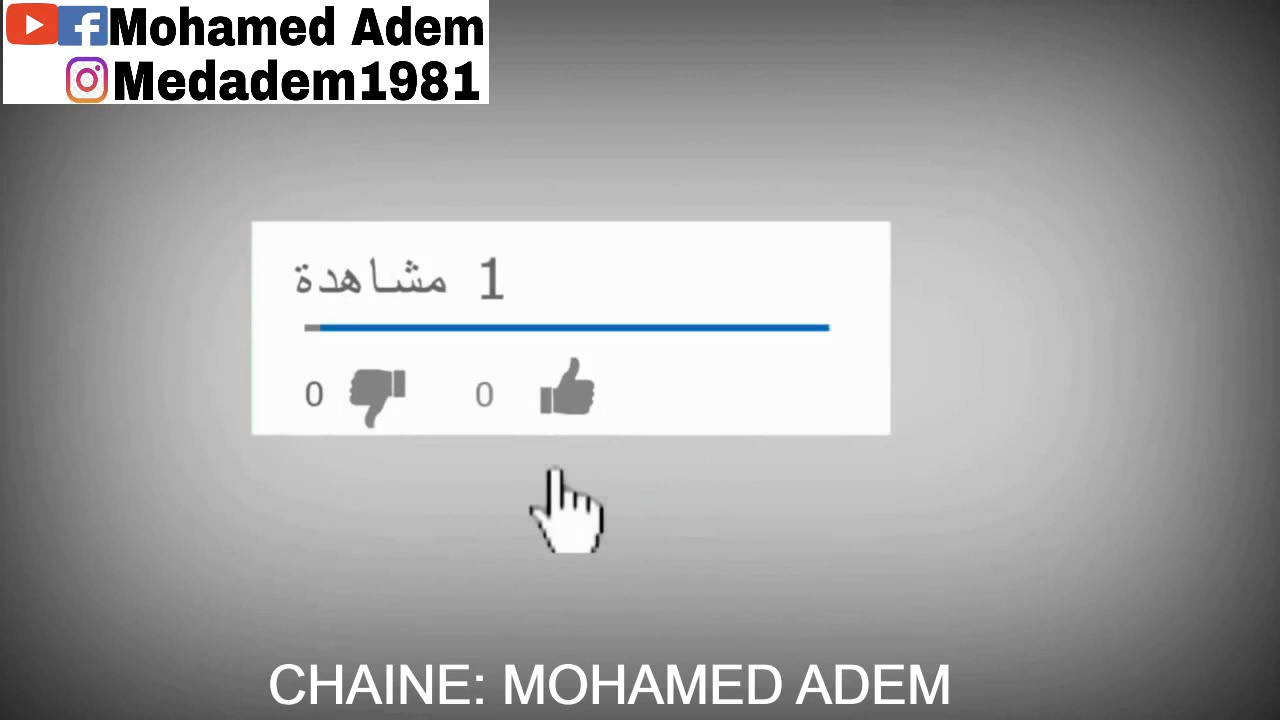 Mohamed Adem
Medadem1981
1 مشاهدة
0 0
CHAINE: MOHAMED ADEM